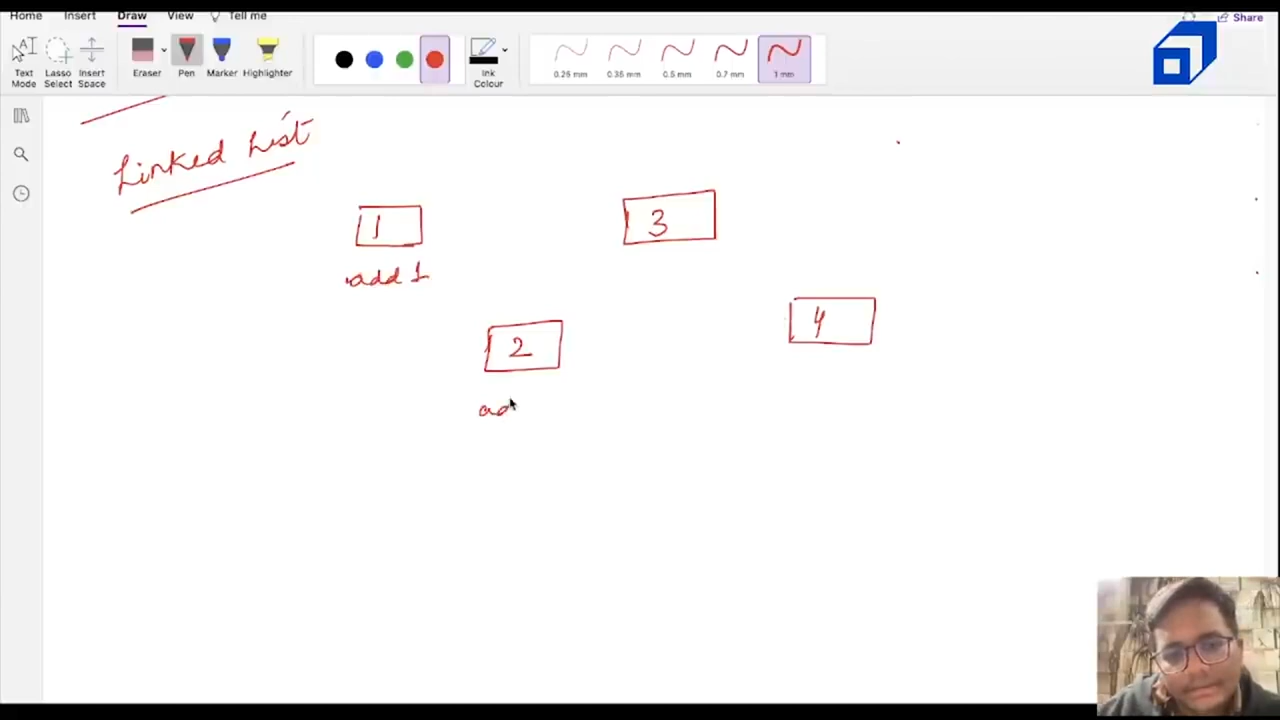 Home Insert Draw View Tell me
Share
Text Mode
Lasso Select
Insert Space
Eraser
Pen
Marker
Highlighter
Ink Colour
0.25 mm
0.35 mm
0.5 mm
0.7 mm
1 mm
Linked List
1
3
add 1
4
2
ad